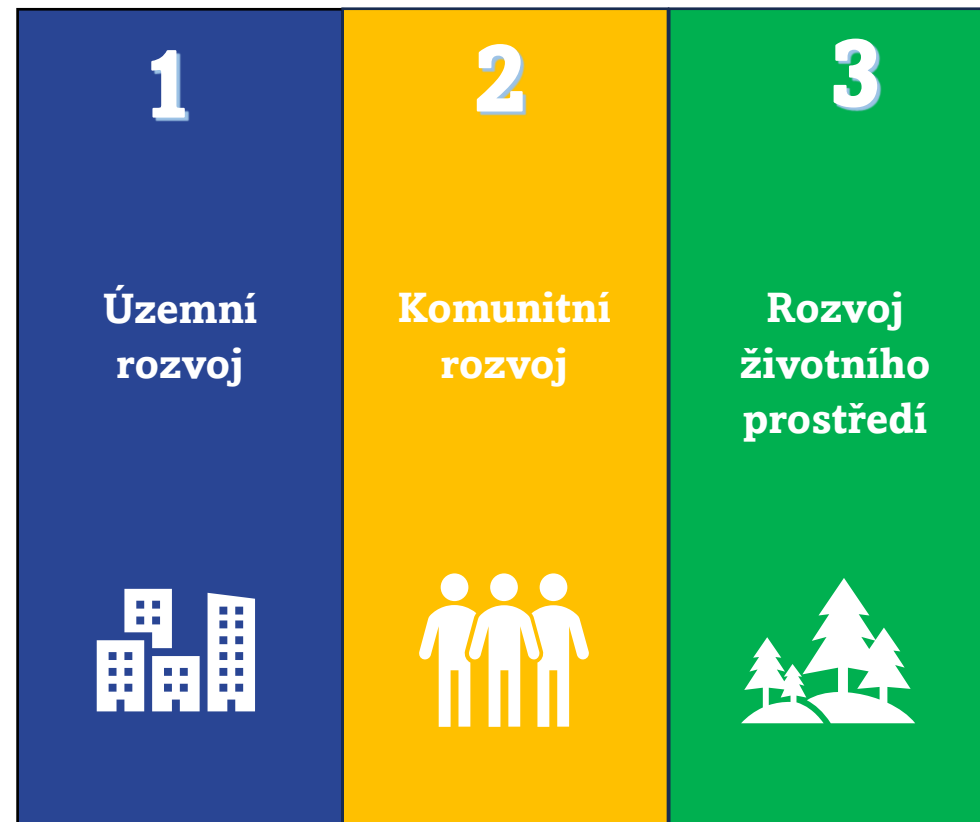 1
Územní
rozvoj
2
Komunitní
rozvoj
3
Rozvoj
životního
prostředí